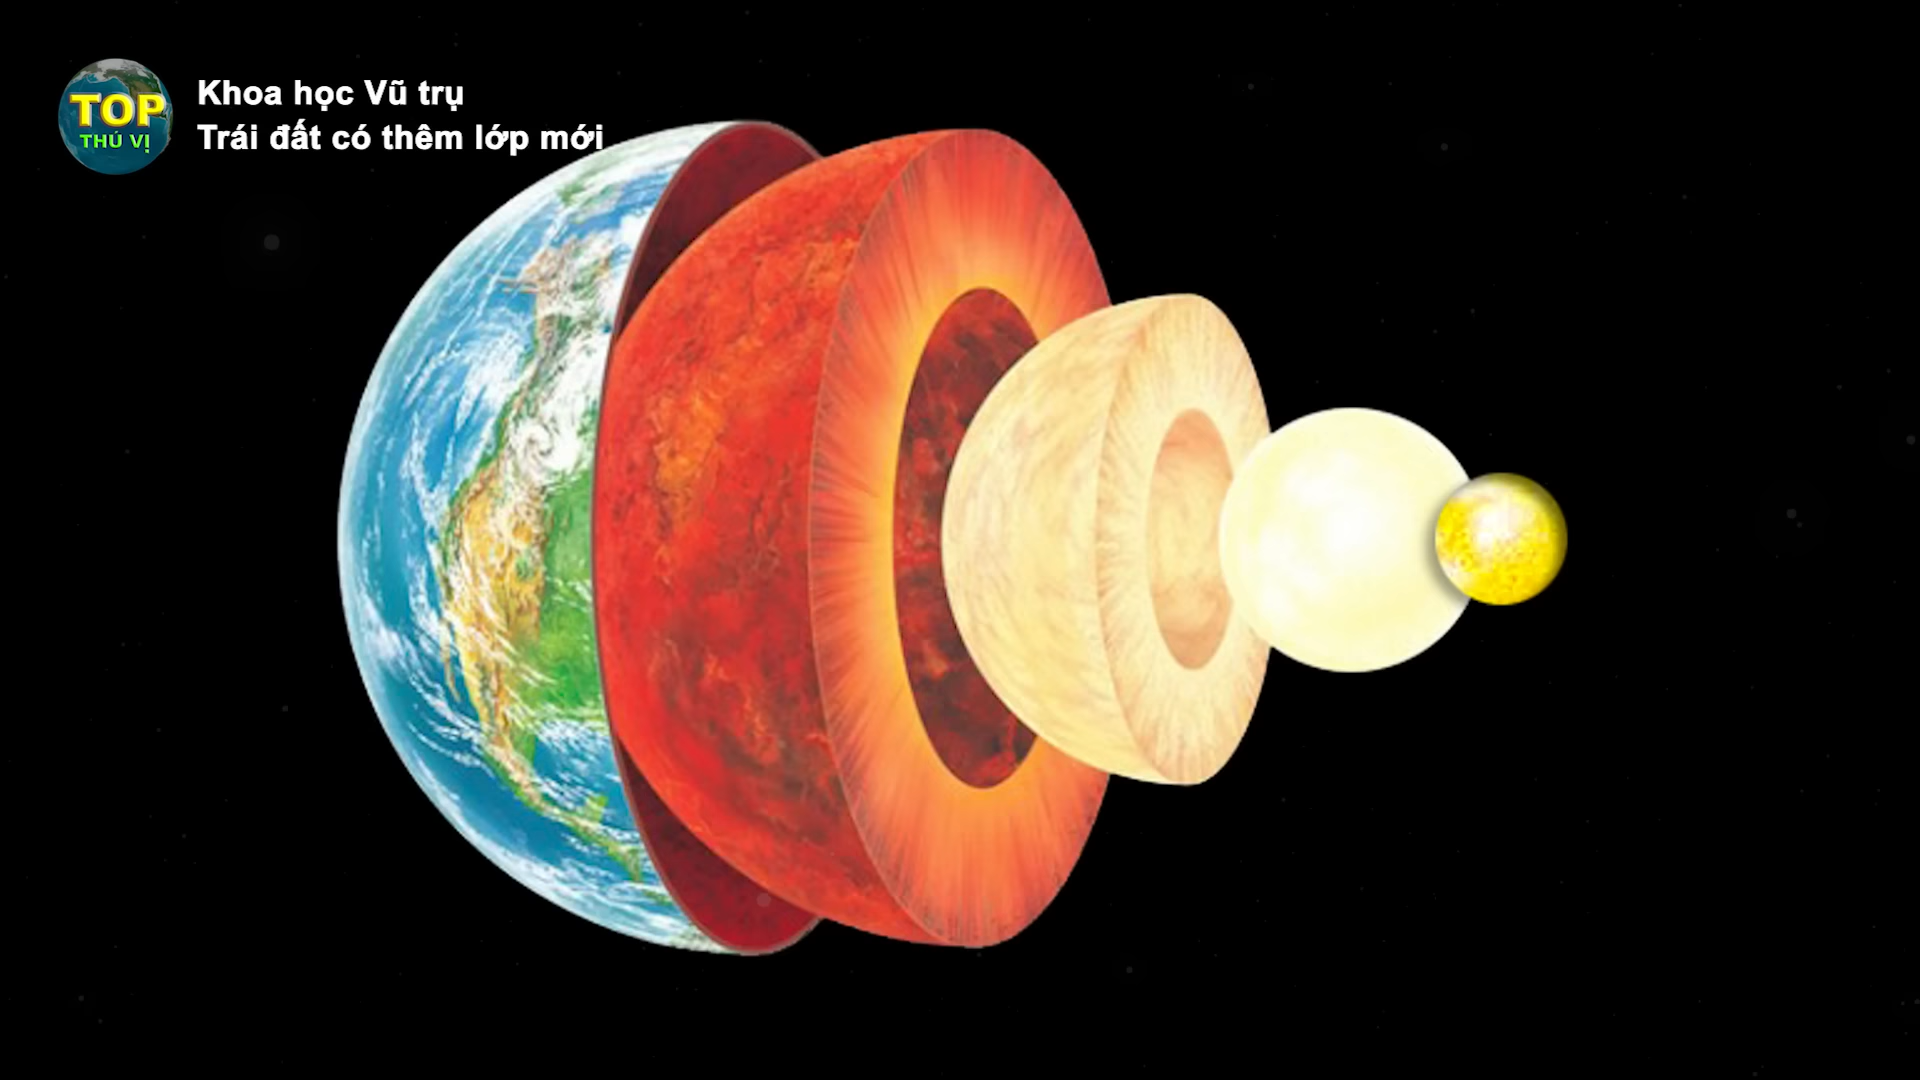 TOP
THÚ VỊ
Khoa học Vũ trụ
Trái đất có thêm lớp mới